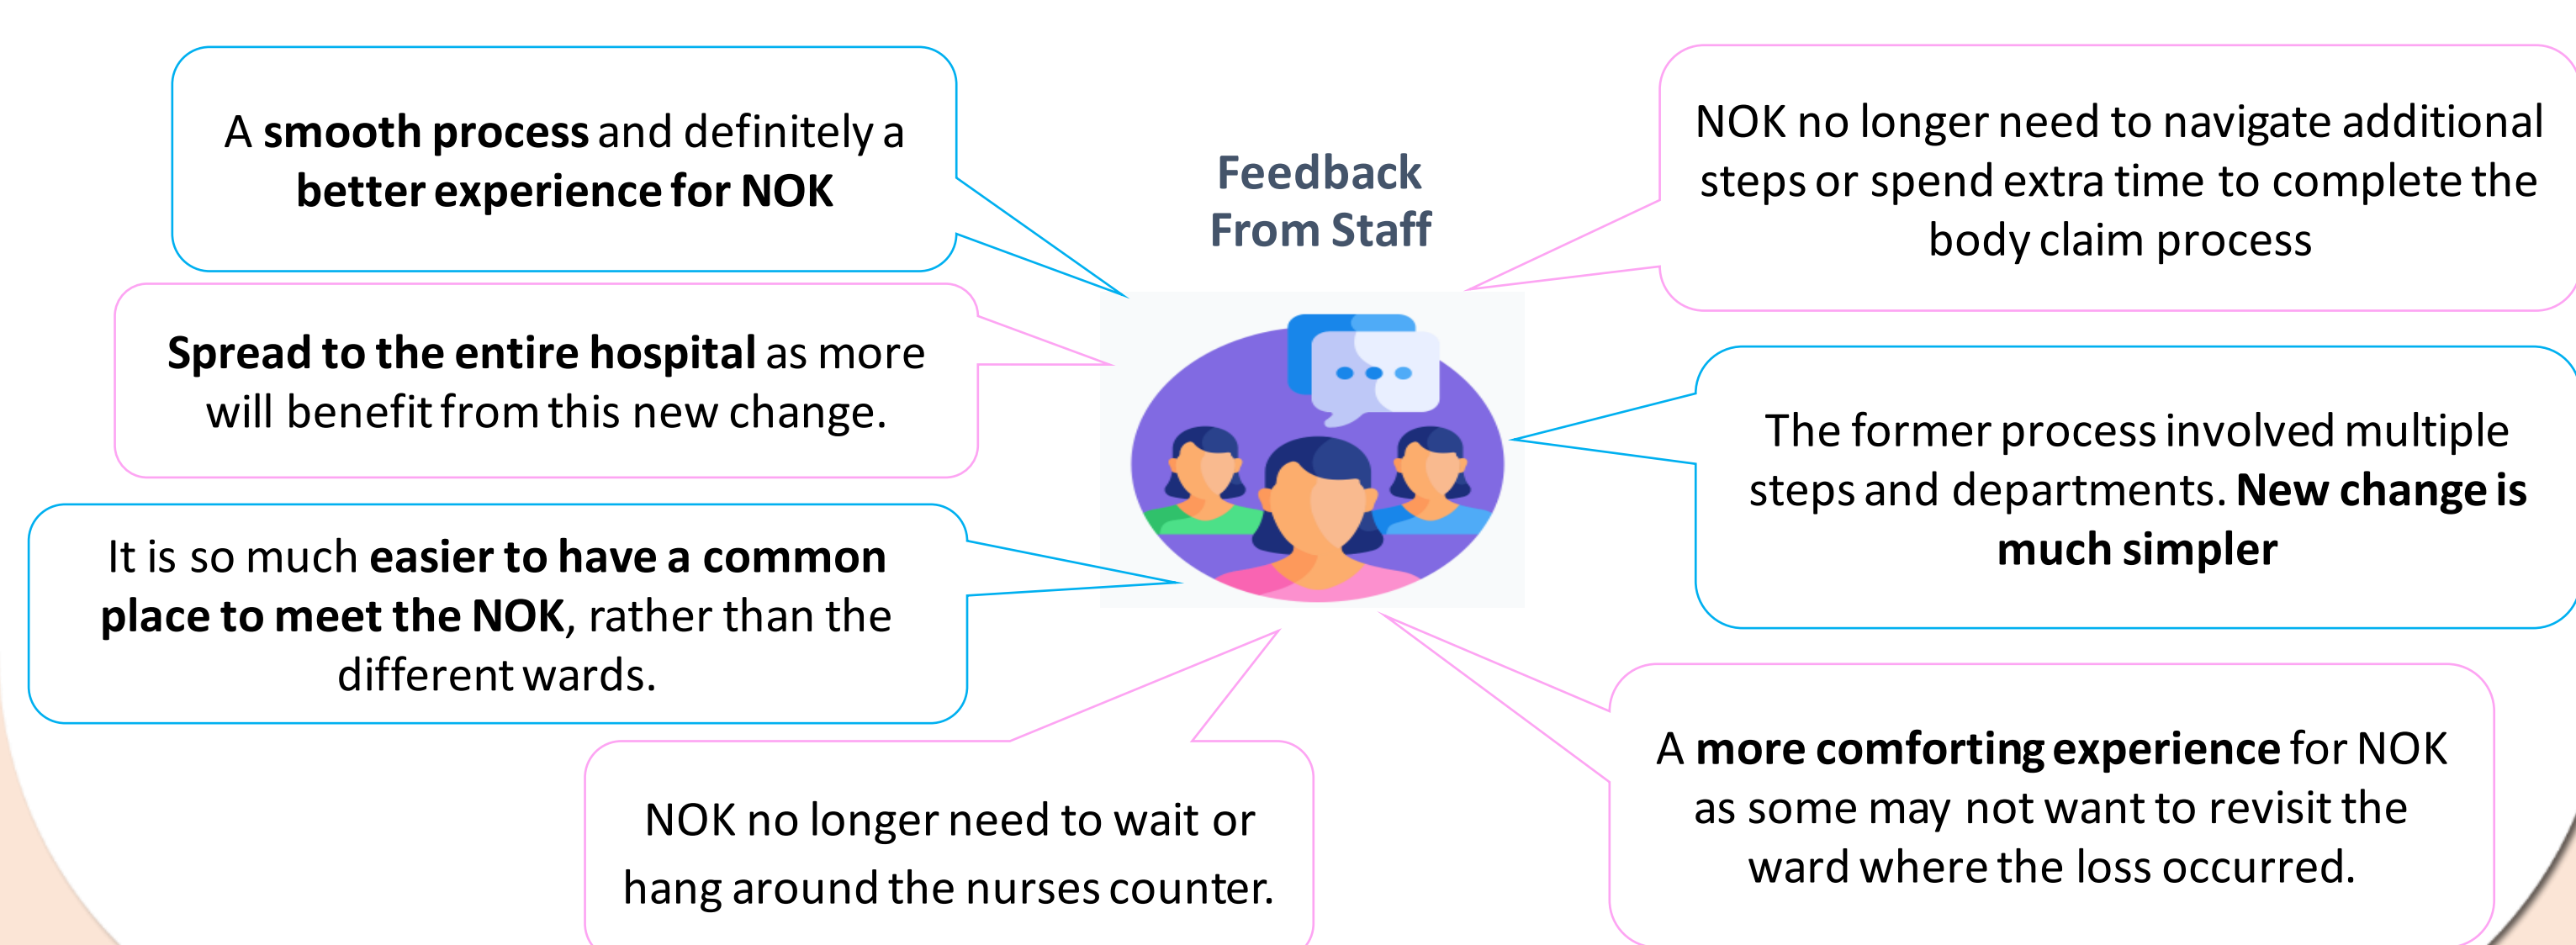 Feedback
From Staff
A smooth process and definitely a
better experience for NOK
Spread to the entire hospital as more
will benefit from this new change.
It is so much easier to have a common
place to meet the NOK, rather than the
different wards.
NOK no longer need to wait or
hang around the nurses counter.
NOK no longer need to navigate additional
steps or spend extra time to complete the
body claim process
The former process involved multiple
steps and departments. New change is
much simpler
A more comforting experience for NOK
as some may not want to revisit the
ward where the loss occurred.